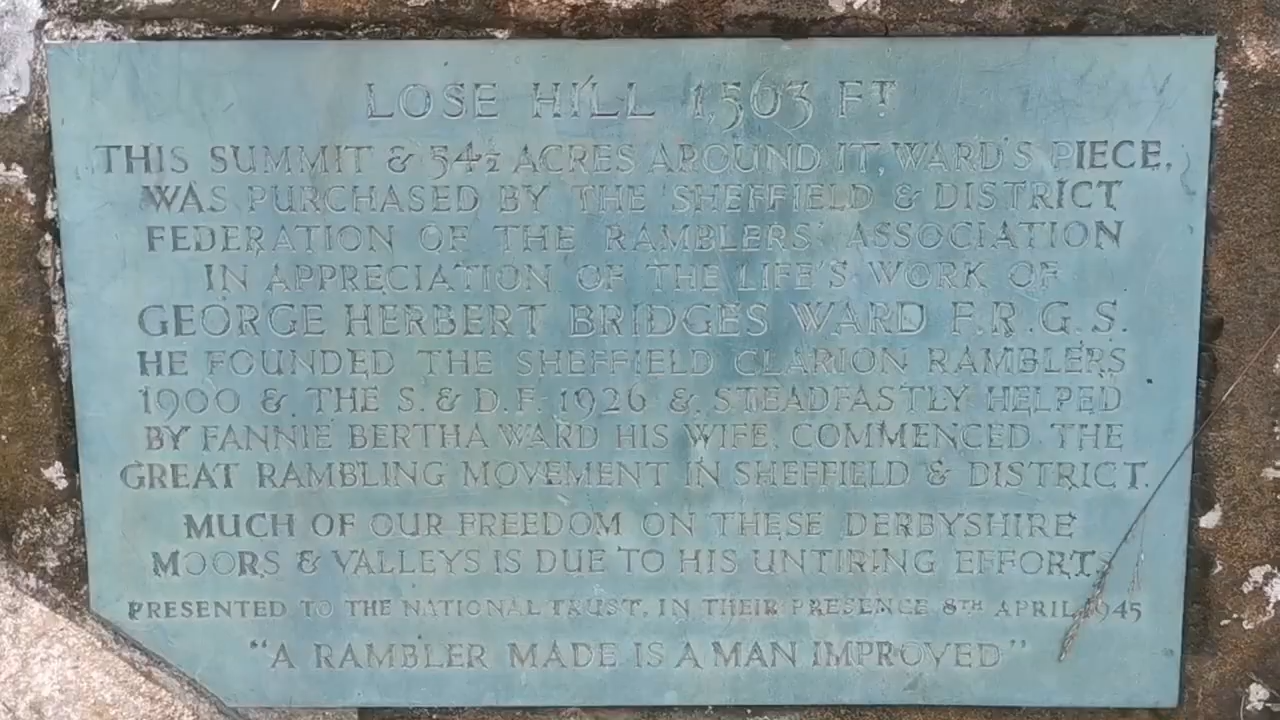 LOSE HILL 1,563 FT
THIS SUMMIT & 54½ ACRES AROUND IT, WARD'S PIECE,
WAS PURCHASED BY THE SHEFFIELD & DISTRICT
FEDERATION OF THE RAMBLERS' ASSOCIATION
IN APPRECIATION OF THE LIFE'S WORK OF
GEORGE HERBERT BRIDGES WARD F.R.G.S.
HE FOUNDED THE SHEFFIELD CLARION RAMBLERS
1900 & THE S. & D.F. 1926 & STEADFASTLY HELPED
BY FANNIE BERTHA WARD HIS WIFE, COMMENCED THE
GREAT RAMBLING MOVEMENT IN SHEFFIELD & DISTRICT.
MUCH OF OUR FREEDOM ON THESE DERBYSHIRE
MOORS & VALLEYS IS DUE TO HIS UNTIRING EFFORTS
PRESENTED TO THE NATIONAL TRUST, IN THEIR PRESENCE 8TH APRIL 1945
"A RAMBLER MADE IS A MAN IMPROVED"